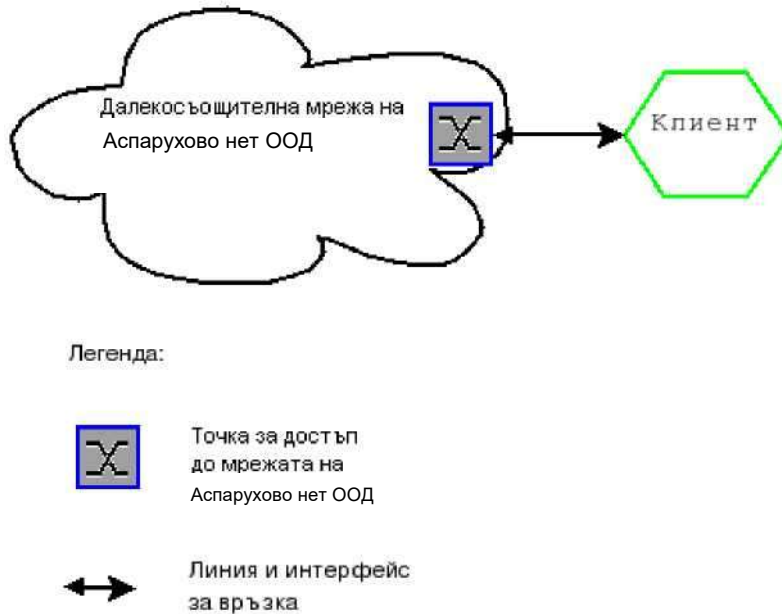 Далекосъощителна мрежа на
Аспарухово нет ООД
Клиент
Легенда:
Точка за достъп
до мрежата на
Аспарухово нет ООД
Линия и интерфейс
за връзка